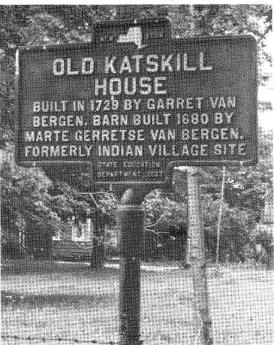 OLD KATSKILL
HOUSE
BUILT IN 1729 BY GARRET VAN
BERGEN. BARN BUILT 1680 BY
MARTE GERRETSE VAN BERGEN.
FORMERLY INDIAN VILLAGE SITE
STATE EDUCATION
DEPARTMENT